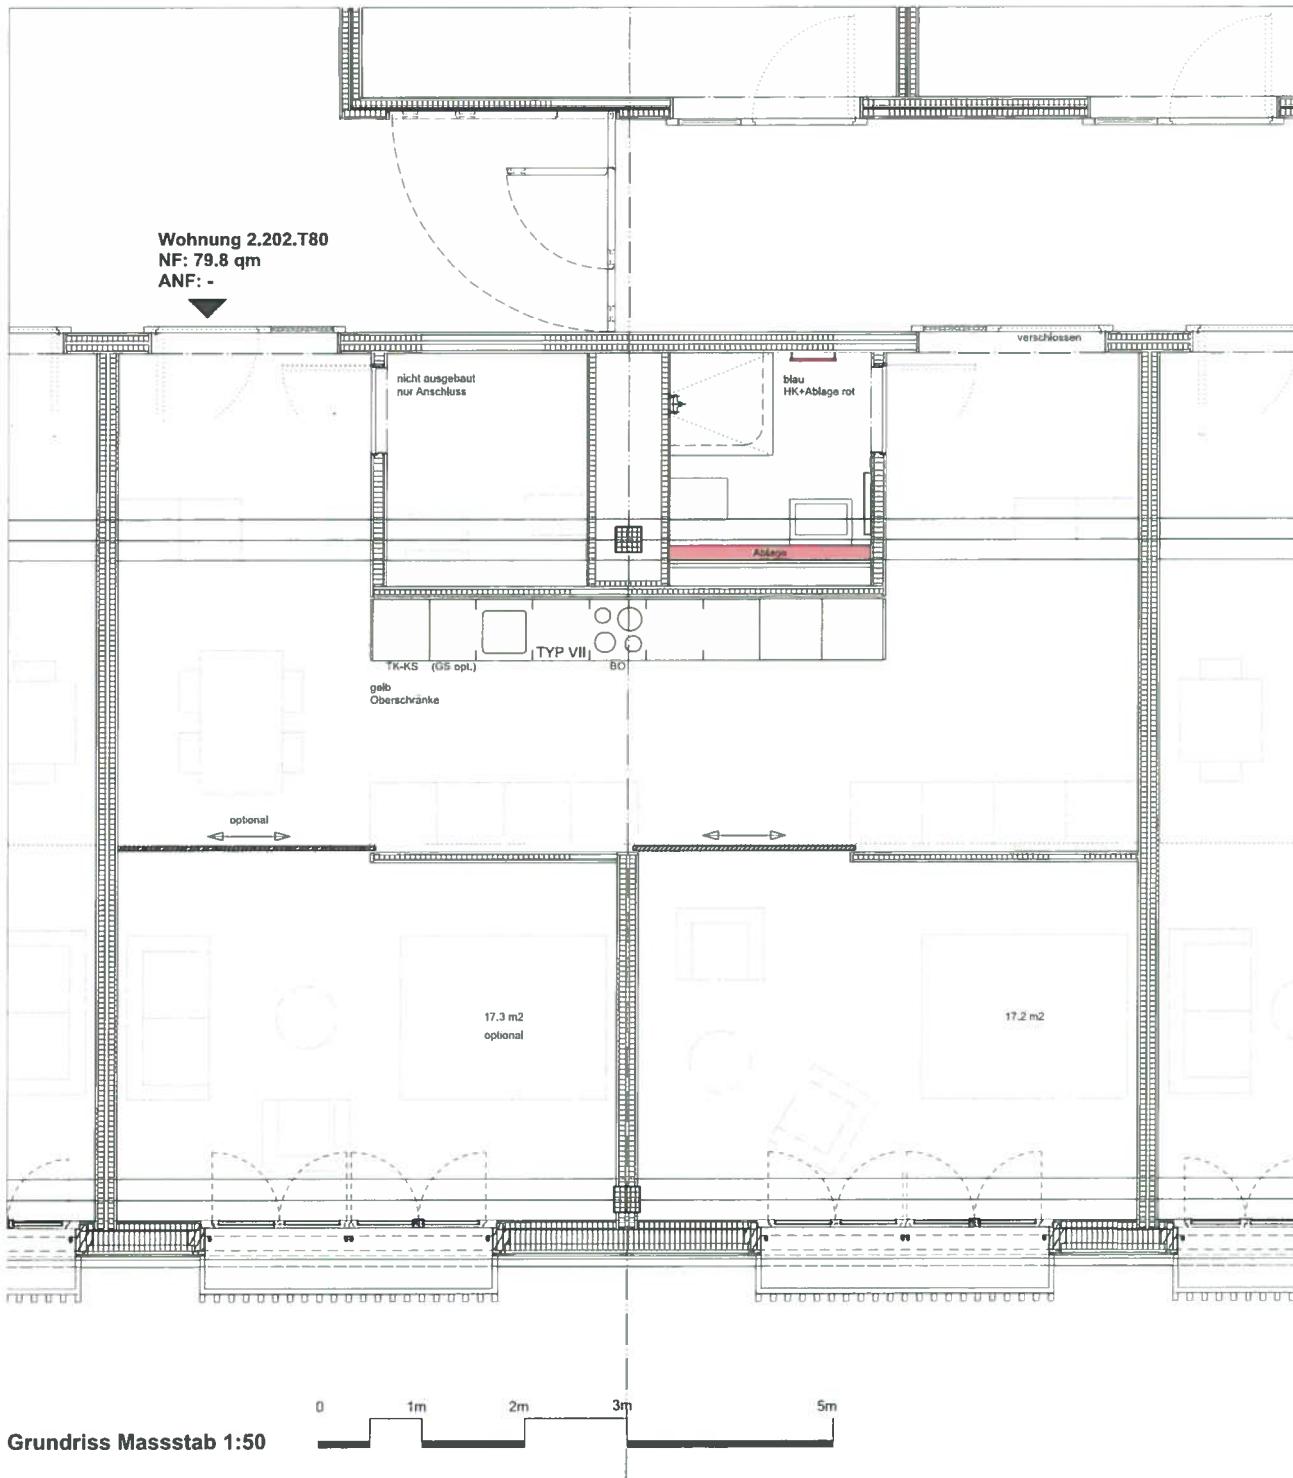 Wohnung 2.202.T80
NF: 79.8 qm
ANF: -
verschlossen
nicht ausgebaut
nur Anschluss
blau
HK+Ablage rot
Ablage
TYP VII
TK-KS (GS opt.)
BO
gelb
Oberschränke
optional
17.3 m2
optional
17.2 m2
0 1m 2m 3m 5m
Grundriss Massstab 1:50